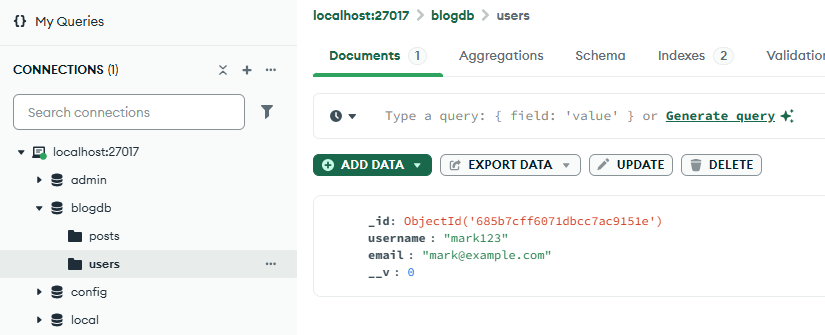 My Queries
CONNECTIONS (1)
Search connections
localhost:27017
admin
blogdb
posts
users
config
local
localhost:27017 > blogdb > users
Documents 1 Aggregations Schema Indexes 2 Validation
Type a query: { field: 'value' } or Generate query
ADD DATA EXPORT DATA UPDATE DELETE
_id: ObjectId('685b7cff6071dbcc7ac9151e')
username : "mark123"
email : "mark@example.com"
__v : 0